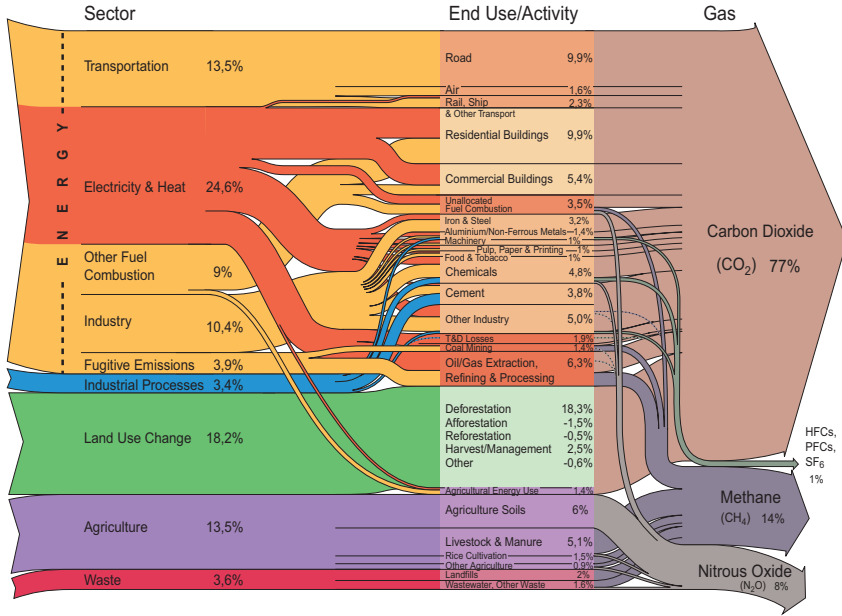 Sector
End Use/Activity
Gas
ENERGY
Transportation 13,5%
Electricity & Heat 24,6%
Other Fuel
Combustion 9%
Industry 10,4%
Fugitive Emissions 3,9%
Industrial Processes 3,4%
Land Use Change 18,2%
Agriculture 13,5%
Waste 3,6%
Road 9,9%
Air 1.6%
Rail, Ship 2.3%
& Other Transport
Residential Buildings 9,9%
Commercial Buildings 5,4%
Unallocated
Fuel Combustion 3,5%
Iron & Steel 3,2%
Aluminium/Non-Ferrous Metals 1,4%
Machinery 1%
Pulp, Paper & Printing 1%
Food & Tobacco 1%
Chemicals 4,8%
Cement 3,8%
Other Industry 5,0%
T&D Losses 1,9%
Coal Mining 1,4%
Oil/Gas Extraction, 6,3%
Refining & Processing
Deforestation 18,3%
Afforestation -1,5%
Reforestation -0,5%
Harvest/Management 2,5%
Other -0,6%
Agricultural Energy Use 1.4%
Agriculture Soils 6%
Livestock & Manure 5,1%
Rice Cultivation 1,5%
Other Agriculture 0.9%
Landfills 2%
Wastewater, Other Waste 1.6%
Carbon Dioxide
(CO2) 77%
HFCs,
PFCs,
SF6
1%
Methane
(CH4) 14%
Nitrous Oxide
(N2O) 8%